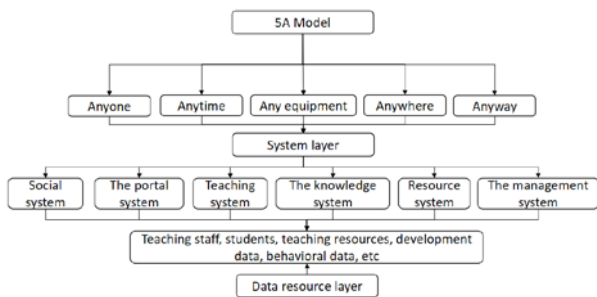 5A Model
Anyone
Anytime
Any equipment
Anywhere
Anyway
System layer
Social
system
The portal
system
Teaching
system
The knowledge
system
Resource
system
The management
system
Teaching staff, students, teaching resources, development
data, behavioral data, etc
Data resource layer